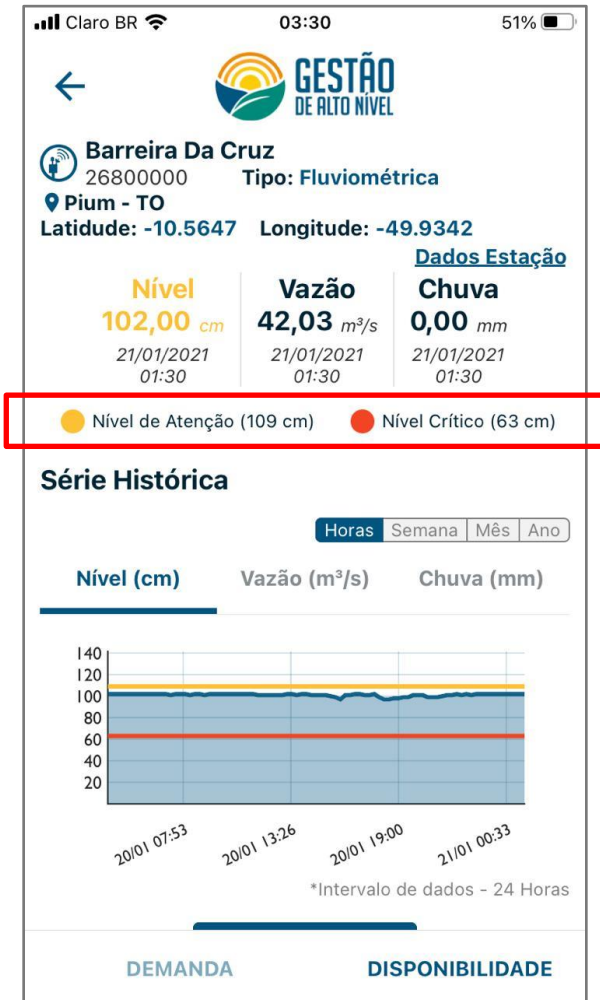 Claro BR 03:30 51%
GESTÃO
DE ALTO NÍVEL
Barreira Da Cruz
26800000 Tipo: Fluviométrica
Pium - TO
Latidude: -10.5647 Longitude: -49.9342
Dados Estação
Nível Vazão Chuva
102,00 cm 42,03 m³/s 0,00 mm
21/01/2021 21/01/2021 21/01/2021
01:30 01:30 01:30
Nível de Atenção (109 cm) Nível Crítico (63 cm)
Série Histórica
Horas Semana Mês Ano
Nível (cm) Vazão (m³/s) Chuva (mm)
140
120
100
80
60
40
20
20/01 07:53 20/01 13:26 20/01 19:00 21/01 00:33
*Intervalo de dados - 24 Horas
DEMANDA DISPONIBILIDADE